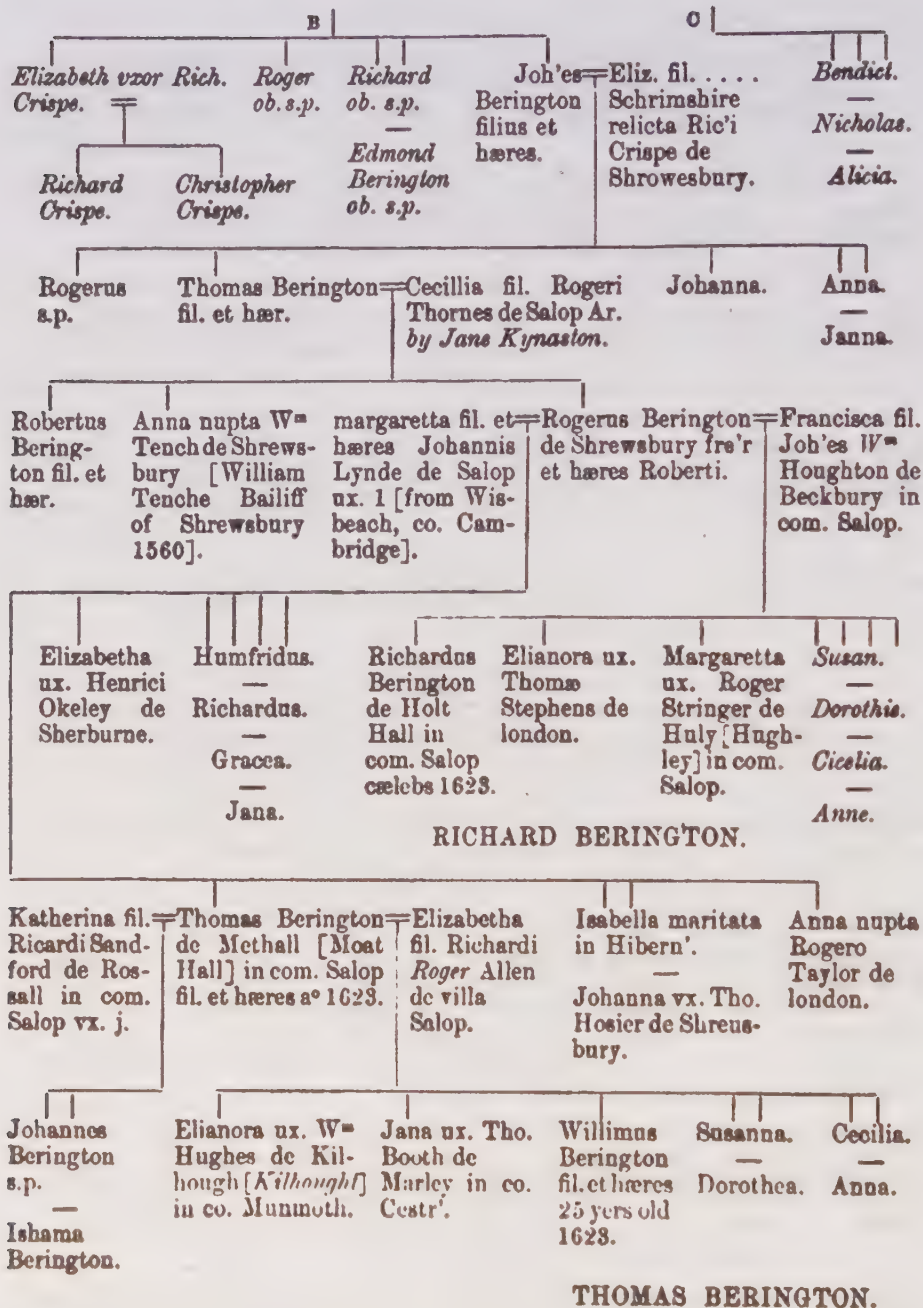 B
C
Elizabeth vxor Rich.
Crispe.
Richard
Crispe.
Christopher
Crispe.
Roger
ob. s.p.
Richard
ob. s.p.
—
Edmond
Berington
ob. s.p.
Joh'es
Berington
filius et
hæres.
Eliz. fil. . . . . .
Schrimshire
relicta Ric'i
Crispe de
Shrowesbury.
Bendict.
—
Nicholas.
—
Alicia.
Rogerus
s.p.
Thomas Berington
fil. et hær.
Cecillia fil. Rogeri
Thornes de Salop Ar.
by Jane Kynaston.
Johanna.
Anna.
—
Janna.
Robertus
Bering-
ton fil. et
hær.
Anna nupta Wm
Tench de Shrews-
bury [William
Tenche Bailiff
of Shrewsbury
1560].
margaretta fil. et
hæres Johannis
Lynde de Salop
ux. 1 [from Wis-
beach, co. Cam-
bridge].
Rogerus Berington
de Shrewsbury fre'r
et hæres Roberti.
Francisca fil.
Joh'es Wm
Houghton de
Beckbury in
com. Salop.
Elizabetha
ux. Henrici
Okeley de
Sherburne.
Humfridus.
—
Richardus.
—
Gracea.
—
Jana.
Richardus
Berington
de Holt
Hall in
com. Salop
cælebs 1623.
Elianora ux.
Thomæ
Stephens de
london.
Margaretta
ux. Roger
Stringer de
Huly [Hugh-
ley] in com.
Salop.
Susan.
—
Dorothie.
—
Cicelia.
—
Anne.
RICHARD BERINGTON.
Katherina fil.
Ricardi Sand-
ford de Ros-
sall in com.
Salop vx. j.
Thomas Berington
de Methall [Moat
Hall] in com. Salop
fil. et hæres aº 1623.
Elizabetha
fil. Richardi
Roger Allen
de villa
Salop.
Isabella maritata
in Hibern'.
—
Johanna vx. Tho.
Hosier de Shreus-
bury.
Anna nupta
Rogero
Taylor de
london.
Johannes
Berington
s.p.
—
Ishama
Berington.
Elianora ux. Wm
Hughes de Kil-
hough [Kilhought]
in co. Munmoth.
Jana ux. Tho.
Booth de
Marley in co.
Cestr'.
Willimus
Berington
fil. et hæres
25 yers old
1623.
Susanna.
—
Dorothea.
Cecilia.
—
Anna.
THOMAS BERINGTON.